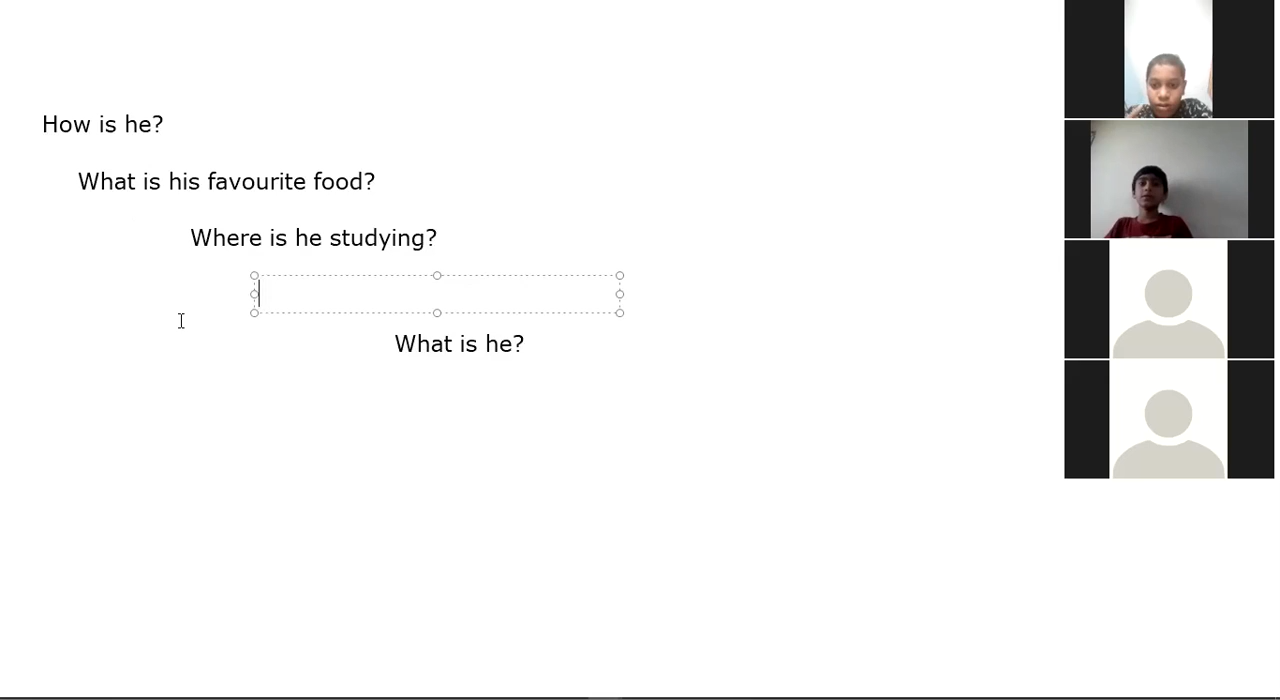 How is he?
What is his favourite food?
Where is he studying?
What is he?